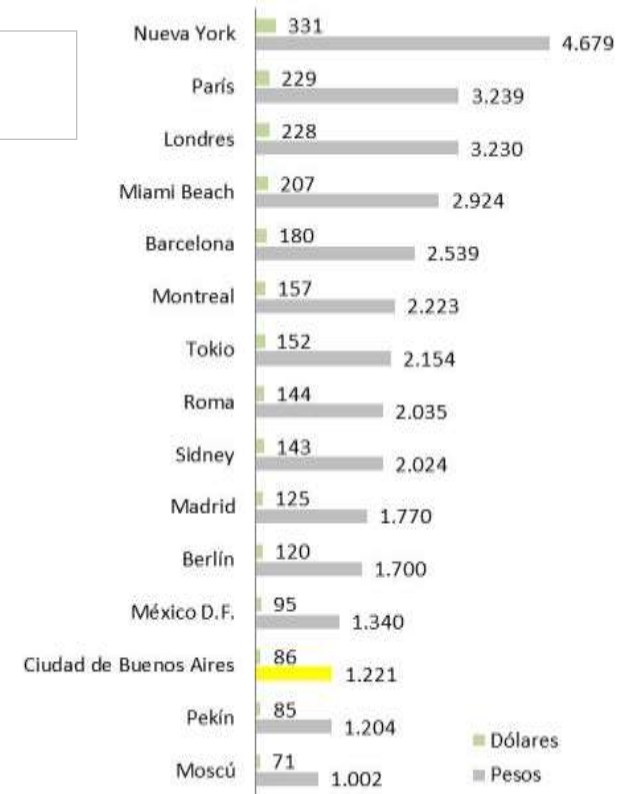 Nueva York 331
4.679
París 229
3.239
Londres 228
3.230
Miami Beach 207
2.924
Barcelona 180
2.539
Montreal 157
2.223
Tokio 152
2.154
Roma 144
2.035
Sidney 143
2.024
Madrid 125
1.770
Berlín 120
1.700
México D.F. 95
1.340
Ciudad de Buenos Aires 86
1.221
Pekín 85
1.204
Moscú 71
1.002
Dólares
Pesos